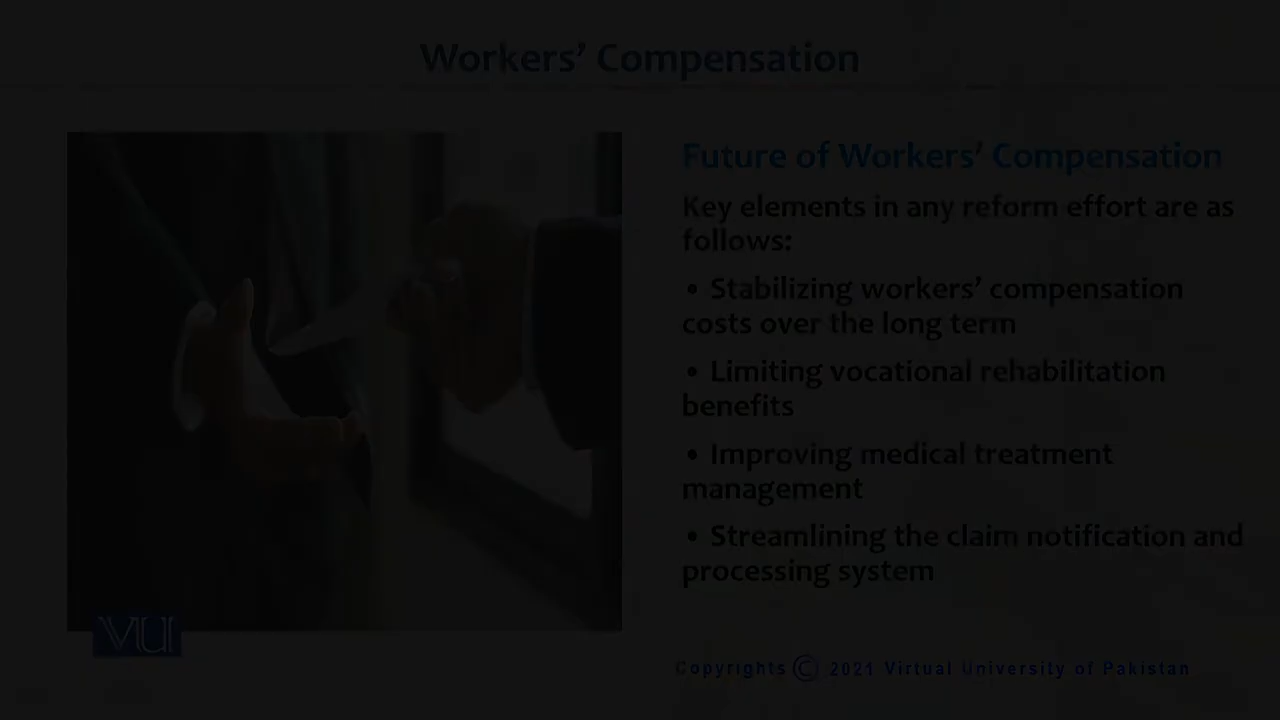 Workers’ Compensation
Future of Workers’ Compensation
Key elements in any reform effort are as
follows:
• Stabilizing workers’ compensation
costs over the long term
• Limiting vocational rehabilitation
benefits
• Improving medical treatment
management
• Streamlining the claim notification and
processing system
VU
Copyrights © 2021 Virtual University of Pakistan